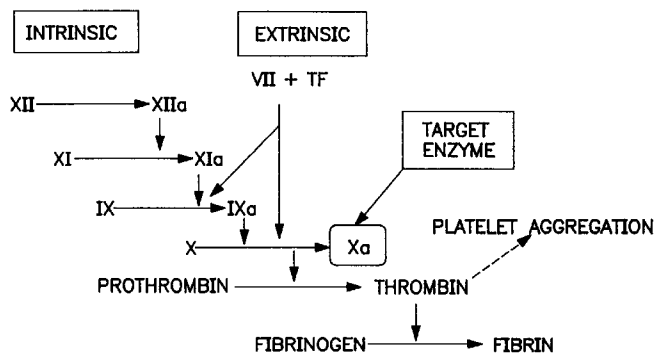 INTRINSIC EXTRINSIC
VII + TF
XII XIIa
TARGET
ENZYME
XI XIa
IX IXa
PLATELET AGGREGATION
X Xa
PROTHROMBIN THROMBIN
FIBRINOGEN FIBRIN